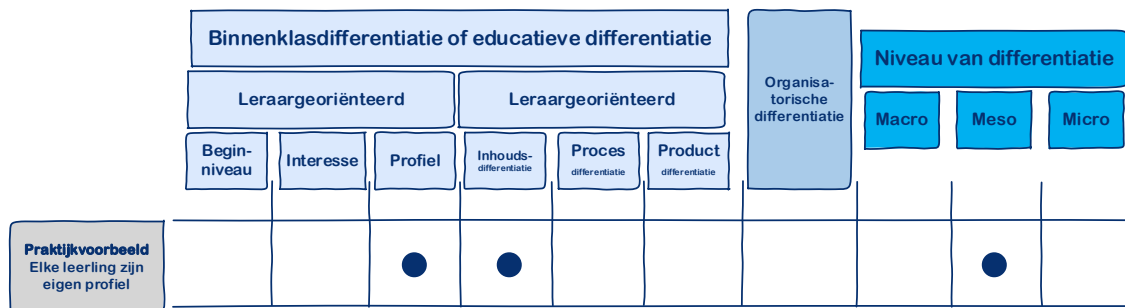 Binnenklasdifferentiatie of educatieve differentiatie
Organisa-
torische
differentiatie
Niveau van differentiatie
Leraargeoriënteerd
Leraargeoriënteerd
Macro
Meso
Micro
Begin-
niveau
Interesse
Profiel
Inhouds-
differentiatie
Proces
differentiatie
Product
differentiatie
Praktijkvoorbeeld
Elke leerling zijn
eigen profiel